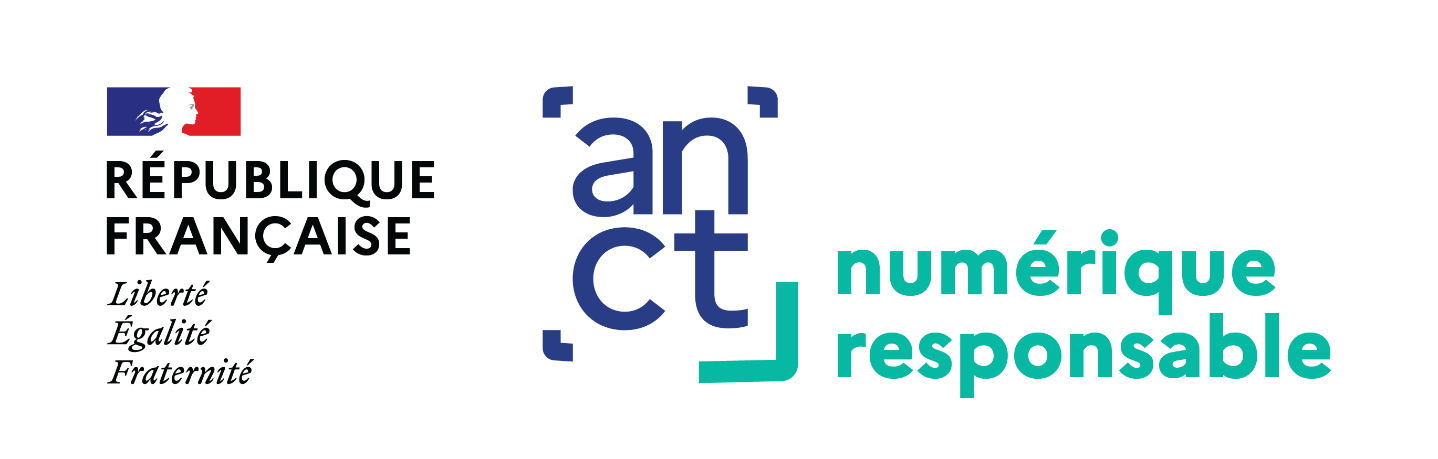 RÉPUBLIQUE
FRANÇAISE
Liberté
Égalité
Fraternité
an
ct
numérique
responsable